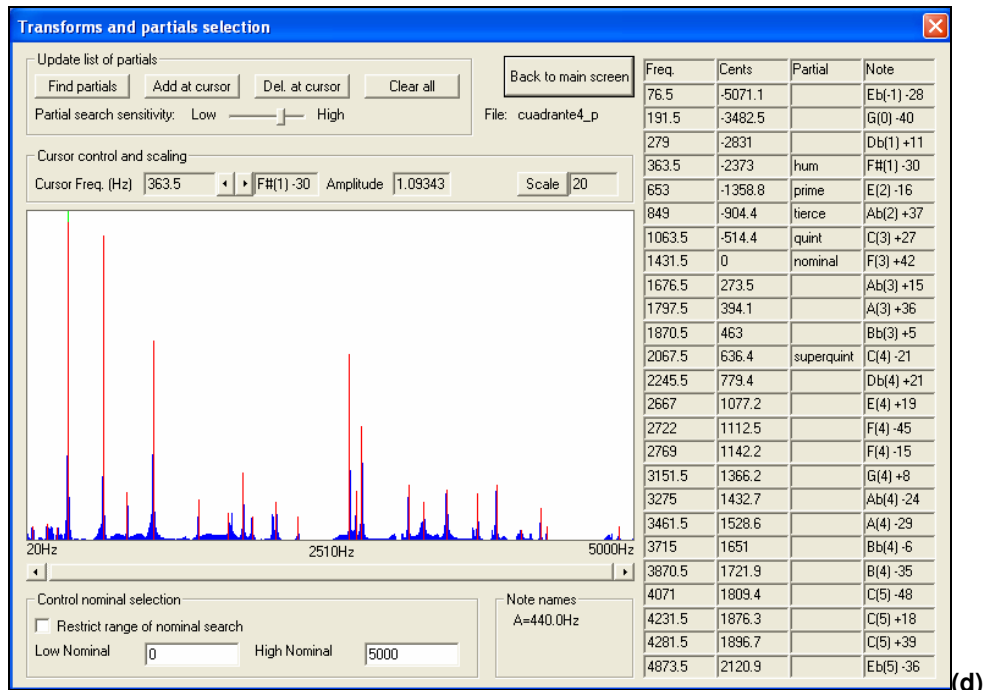 Transforms and partials selection
Update list of partials
Find partials Add at cursor Del. at cursor Clear all
Partial search sensitivity: Low High
Back to main screen
File: cuadrante4_p
Cursor control and scaling
Cursor Freq. (Hz) 363.5 F#(1) -30 Amplitude 1.09343 Scale 20
20Hz 2510Hz 5000Hz
Control nominal selection
Restrict range of nominal search
Low Nominal 0 High Nominal 5000
Note names
A=440.0Hz
Freq. Cents Partial Note
76.5 -5071.1 Eb(-1) -28
191.5 -3482.5 G(0) -40
279 -2831 Db(1) +11
363.5 -2373 hum F#(1) -30
653 -1358.8 prime E(2) -16
849 -904.4 tierce Ab(2) +37
1063.5 -514.4 quint C(3) +27
1431.5 0 nominal F(3) +42
1676.5 273.5 Ab(3) +15
1797.5 394.1 A(3) +36
1870.5 463 Bb(3) +5
2067.5 636.4 superquint C(4) -21
2245.5 779.4 Db(4) +21
2667 1077.2 E(4) +19
2722 1112.5 F(4) -45
2769 1142.2 F(4) -15
3151.5 1366.2 G(4) +8
3275 1432.7 Ab(4) -24
3461.5 1528.6 A(4) -29
3715 1651 Bb(4) -6
3870.5 1721.9 B(4) -35
4071 1809.4 C(5) -48
4231.5 1876.3 C(5) +18
4281.5 1896.7 C(5) +39
4873.5 2120.9 Eb(5) -36
(d)